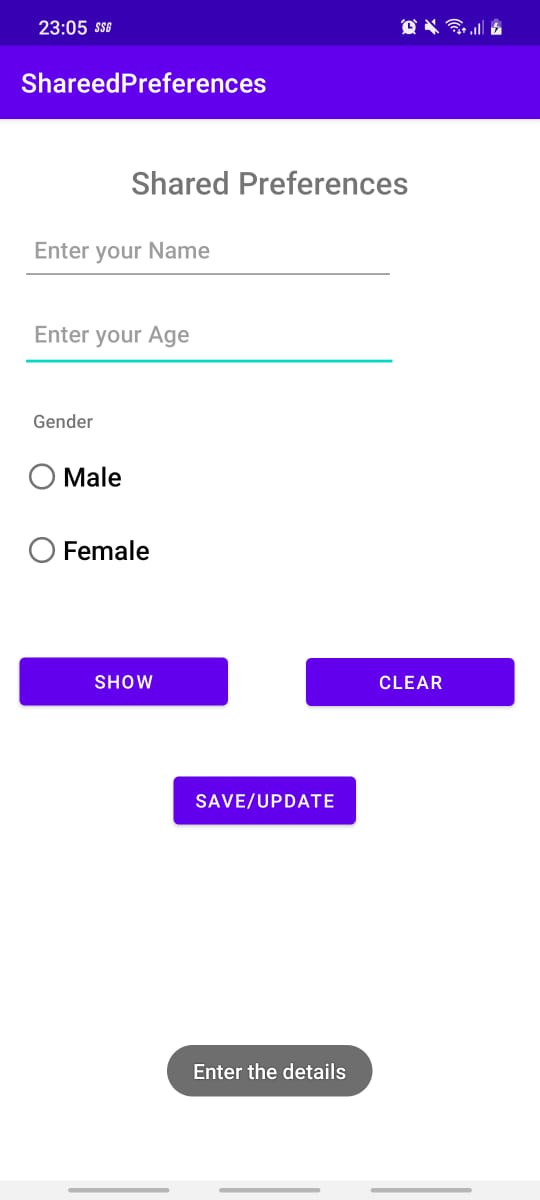 23:05 SSG
ShareedPreferences
Shared Preferences
Enter your Name
Enter your Age
Gender
Male
Female
SHOW
CLEAR
SAVE/UPDATE
Enter the details